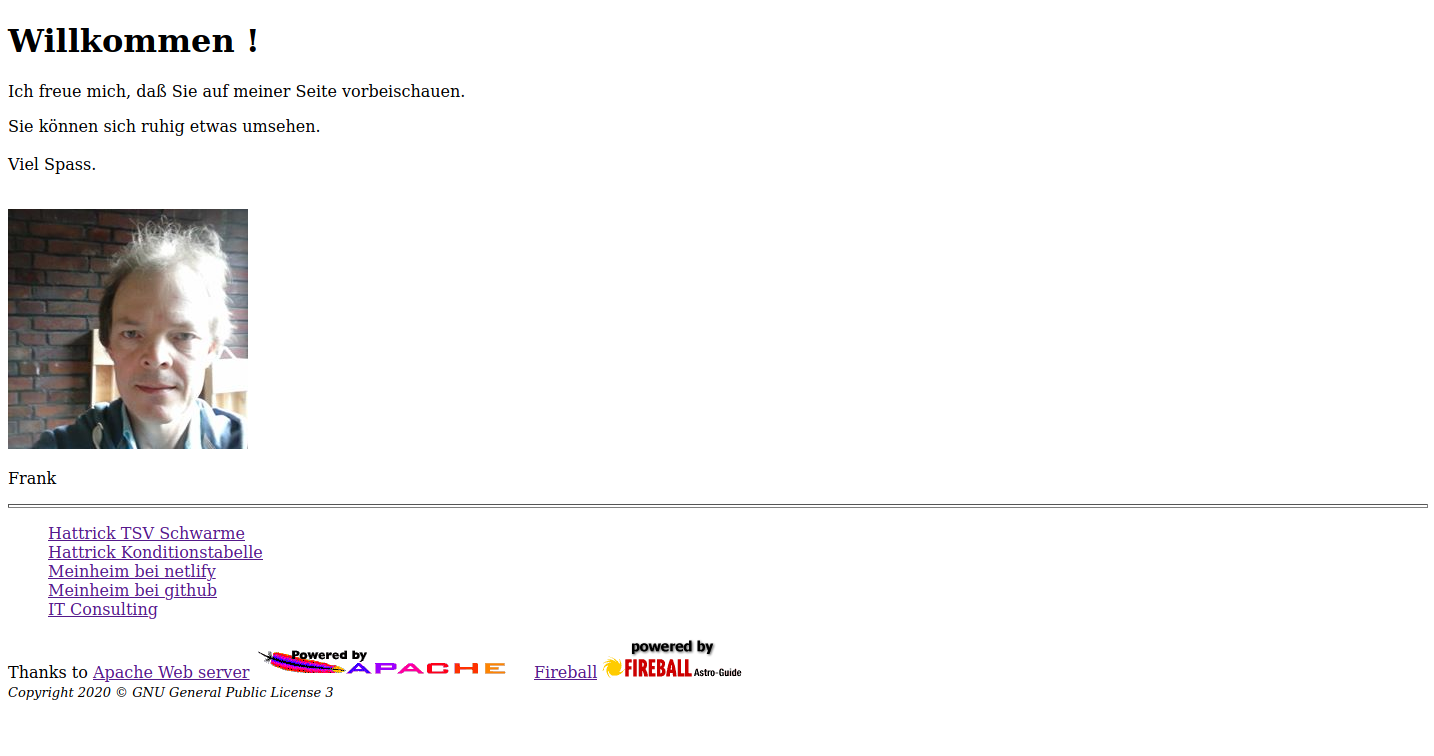 Willkommen !
Ich freue mich, daß Sie auf meiner Seite vorbeischauen.
Sie können sich ruhig etwas umsehen.
Viel Spass.
Frank
Hattrick TSV Schwarme
Hattrick Konditionstabelle
Meinheim bei netlify
Meinheim bei github
IT Consulting
Thanks to Apache Web server Powered by APACHE Fireball powered by FIREBALL Astro-Guide
Copyright 2020 © GNU General Public License 3